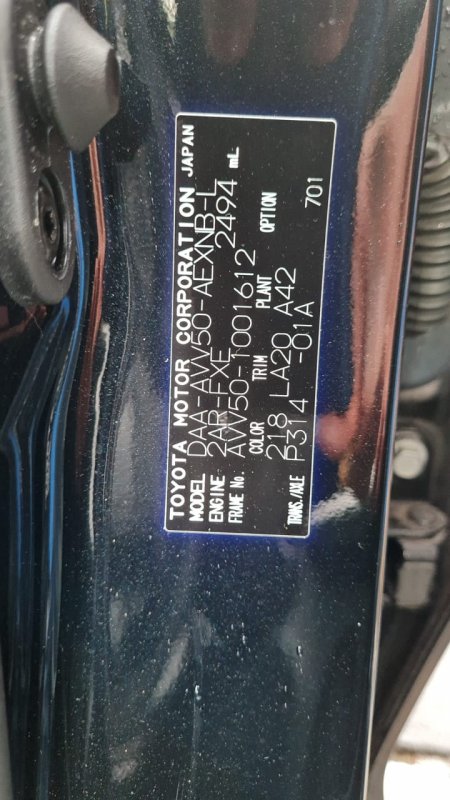 TOYOTA MOTOR CORPORATION JAPAN
MODEL DAA-AVV50-AEXNB-L
ENGINE 2AR-FXE 2494 mL
FRAME No. AVV50-1001612
COLOR TRIM PLANT OPTION
218 LA20 A42
TRANS./AXLE P314 -01A 701